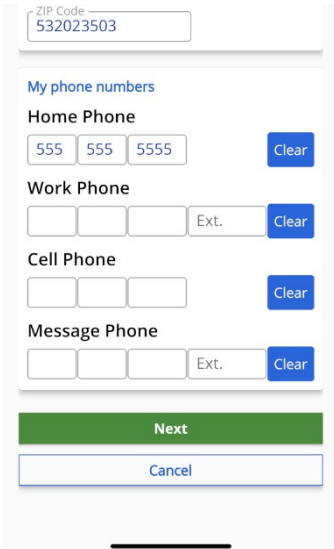 ZIP Code
532023503
My phone numbers
Home Phone
555 555 5555 Clear
Work Phone
Ext. Clear
Cell Phone
Clear
Message Phone
Ext. Clear
Next
Cancel